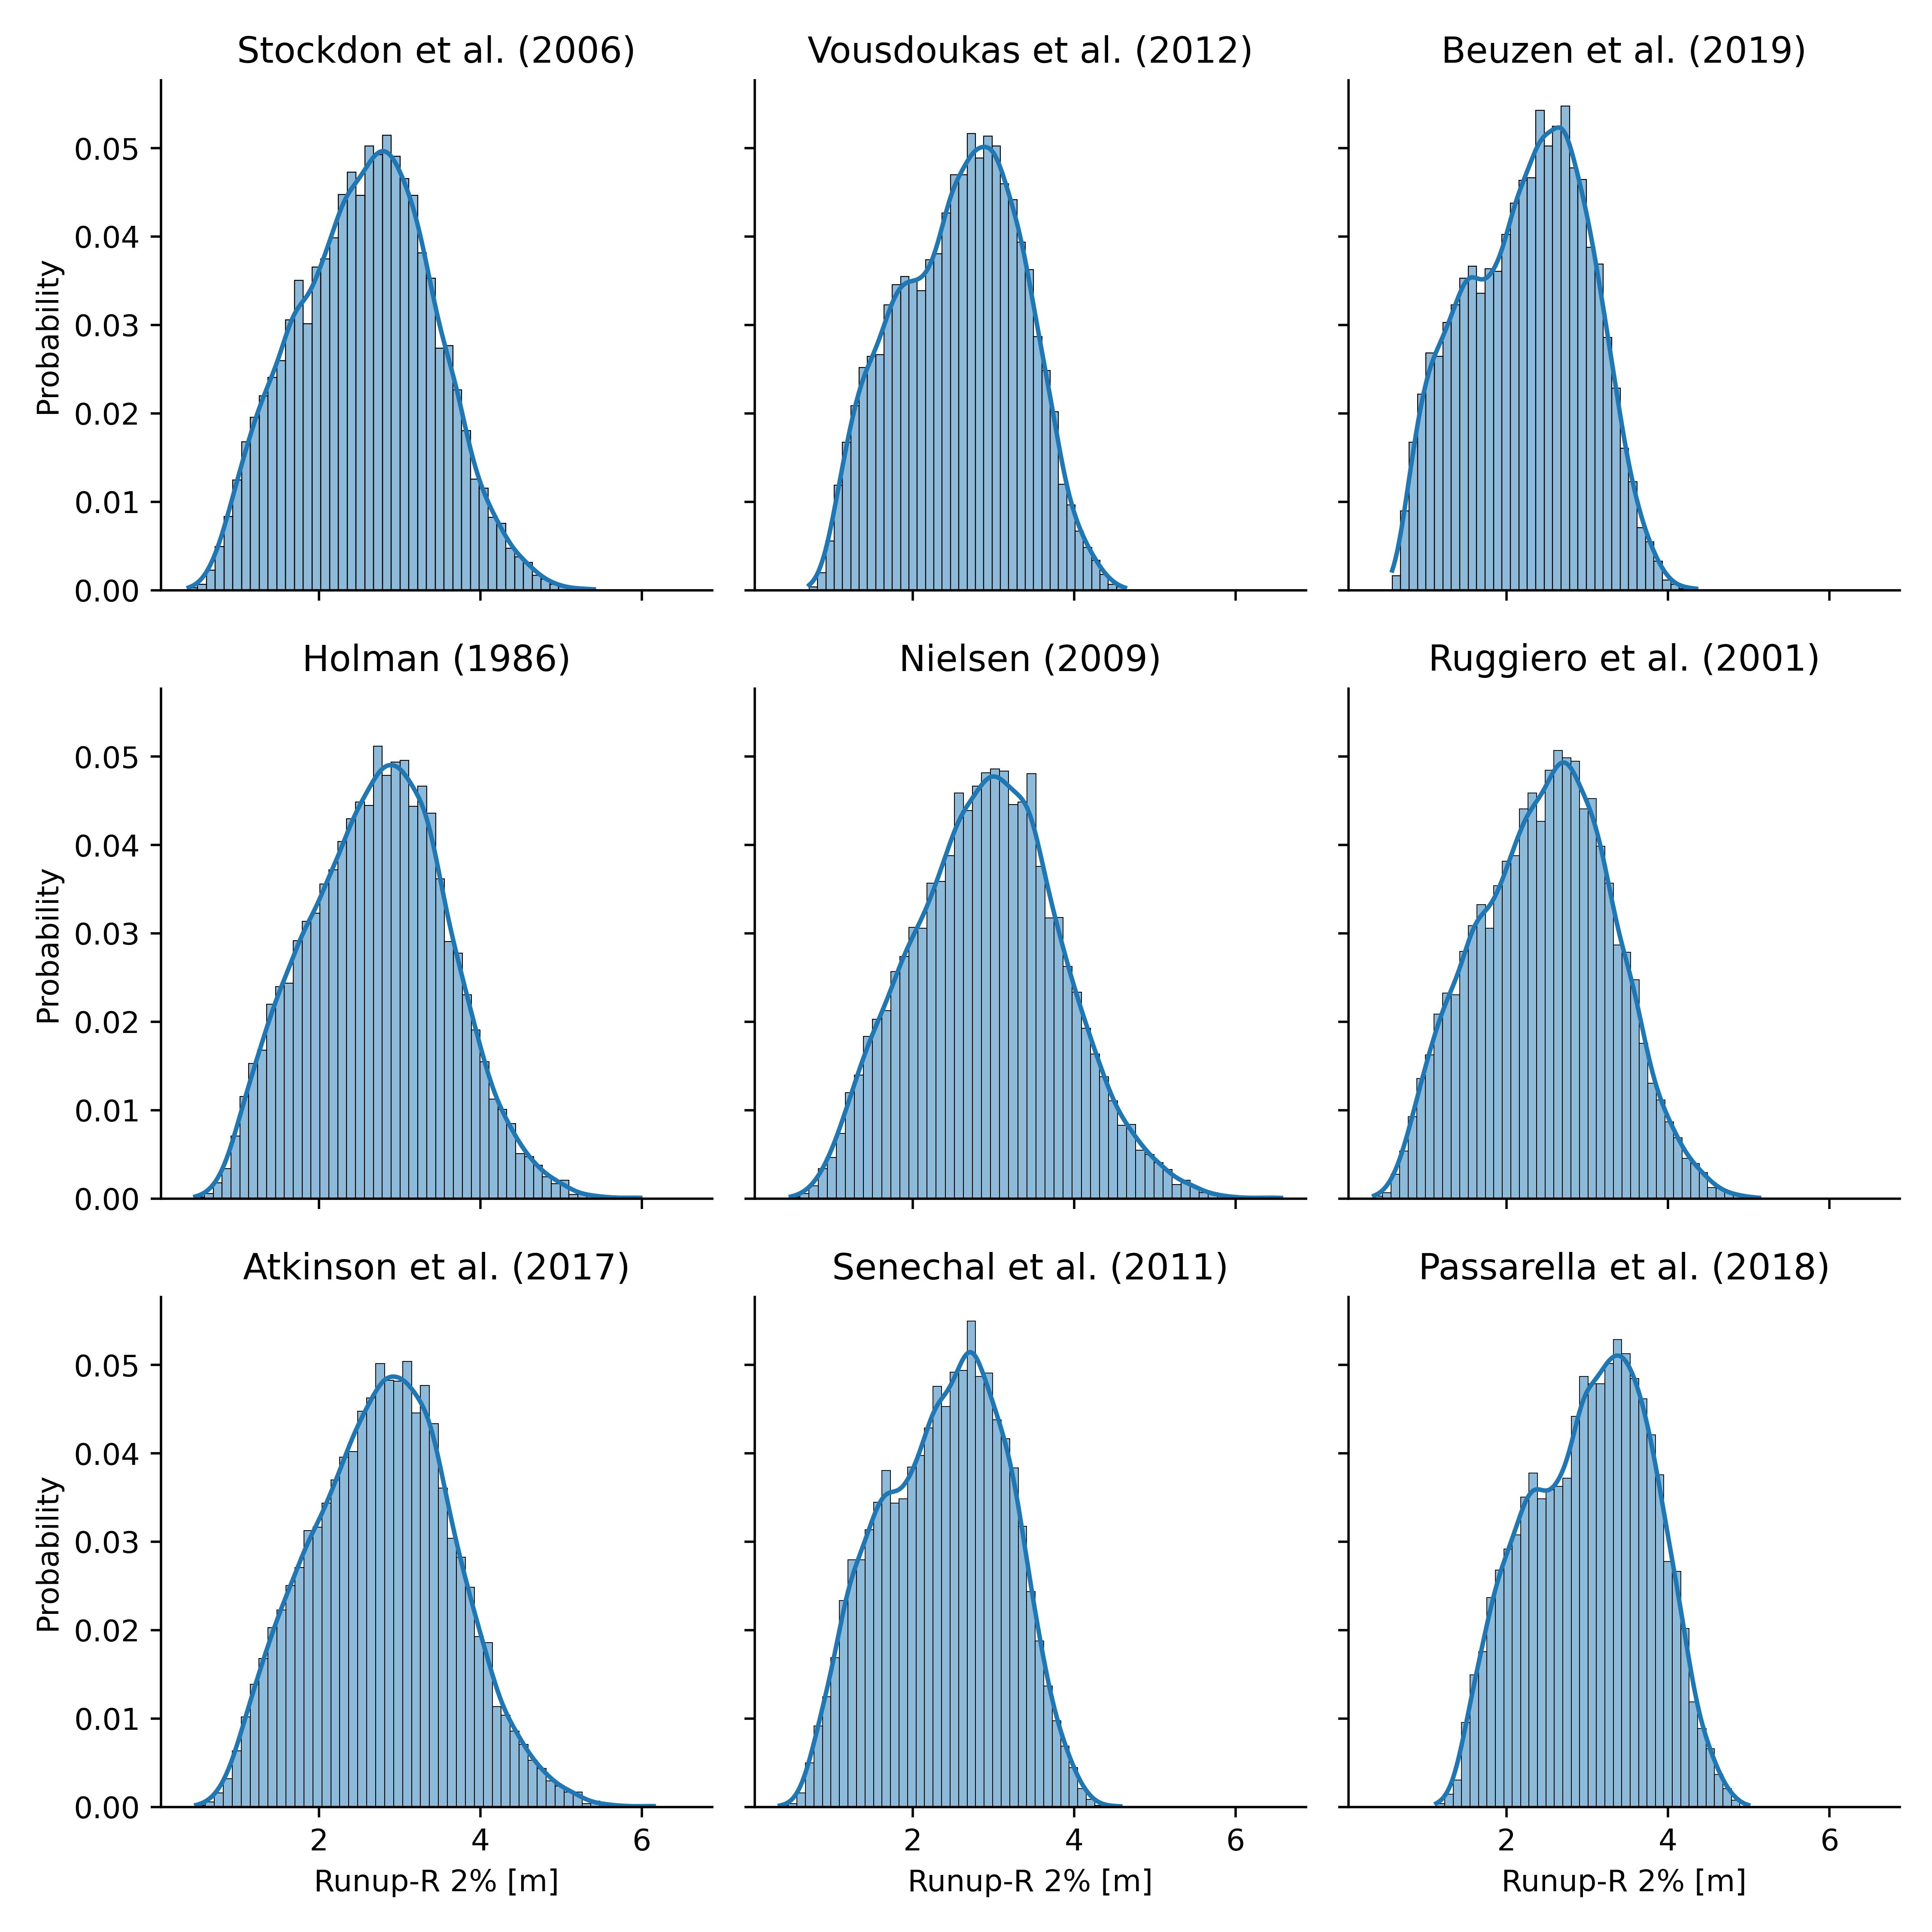 Stockdon et al. (2006)
Vousdoukas et al. (2012)
Beuzen et al. (2019)
Probability
0.05
0.04
0.03
0.02
0.01
0.00
Holman (1986)
Nielsen (2009)
Ruggiero et al. (2001)
Probability
0.05
0.04
0.03
0.02
0.01
0.00
Atkinson et al. (2017)
Senechal et al. (2011)
Passarella et al. (2018)
Probability
0.05
0.04
0.03
0.02
0.01
0.00
2 4 6
2 4 6
2 4 6
Runup-R 2% [m]
Runup-R 2% [m]
Runup-R 2% [m]